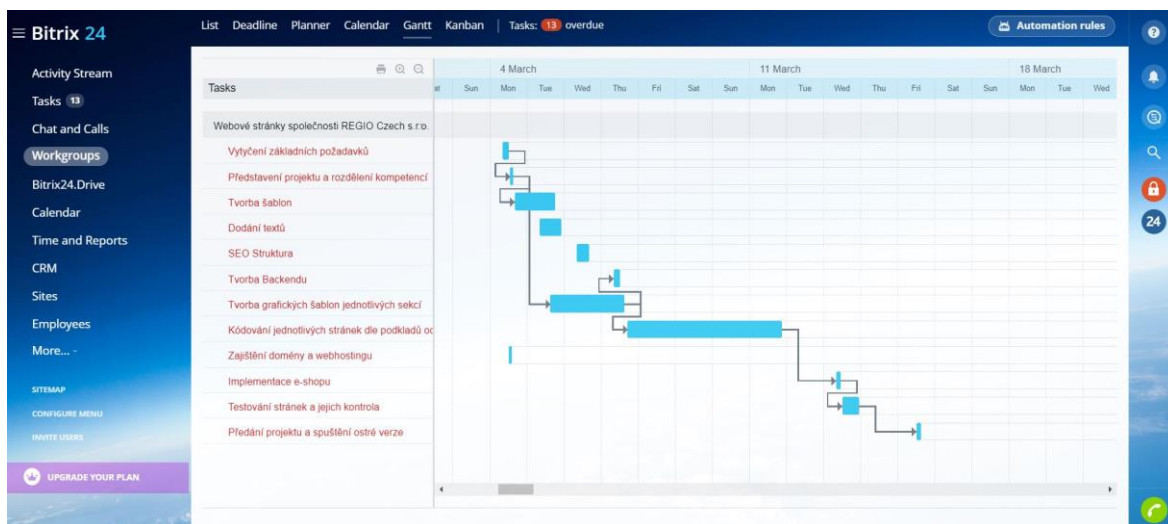 Bitrix 24
List Deadline Planner Calendar Gantt Kanban Tasks: 13 overdue
Automation rules
Activity Stream
Tasks 13
Chat and Calls
Workgroups
Bitrix24.Drive
Calendar
Time and Reports
CRM
Sites
Employees
More...
SITEMAP
CONFIGURE MENU
INVITE USERS
UPGRADE YOUR PLAN
4 March 11 March 18 March
Tasks
Sun Mon Tue Wed Thu Fri Sat Sun Mon Tue Wed Thu Fri Sat Sun Mon Tue Wed
Webové stránky společnosti REGIO Czech s.r.o.
Vytyčení základních požadavků
Představení projektu a rozdělení kompetencí
Tvorba šablon
Dodání textů
SEO Struktura
Tvorba Backendu
Tvorba grafických šablon jednotlivých sekcí
Kódování jednotlivých stránek dle podkladů
Zajištění domény a webhostingu
Implementace e-shopu
Testování stránek a jejich kontrola
Předání projektu a spuštění ostré verze
24